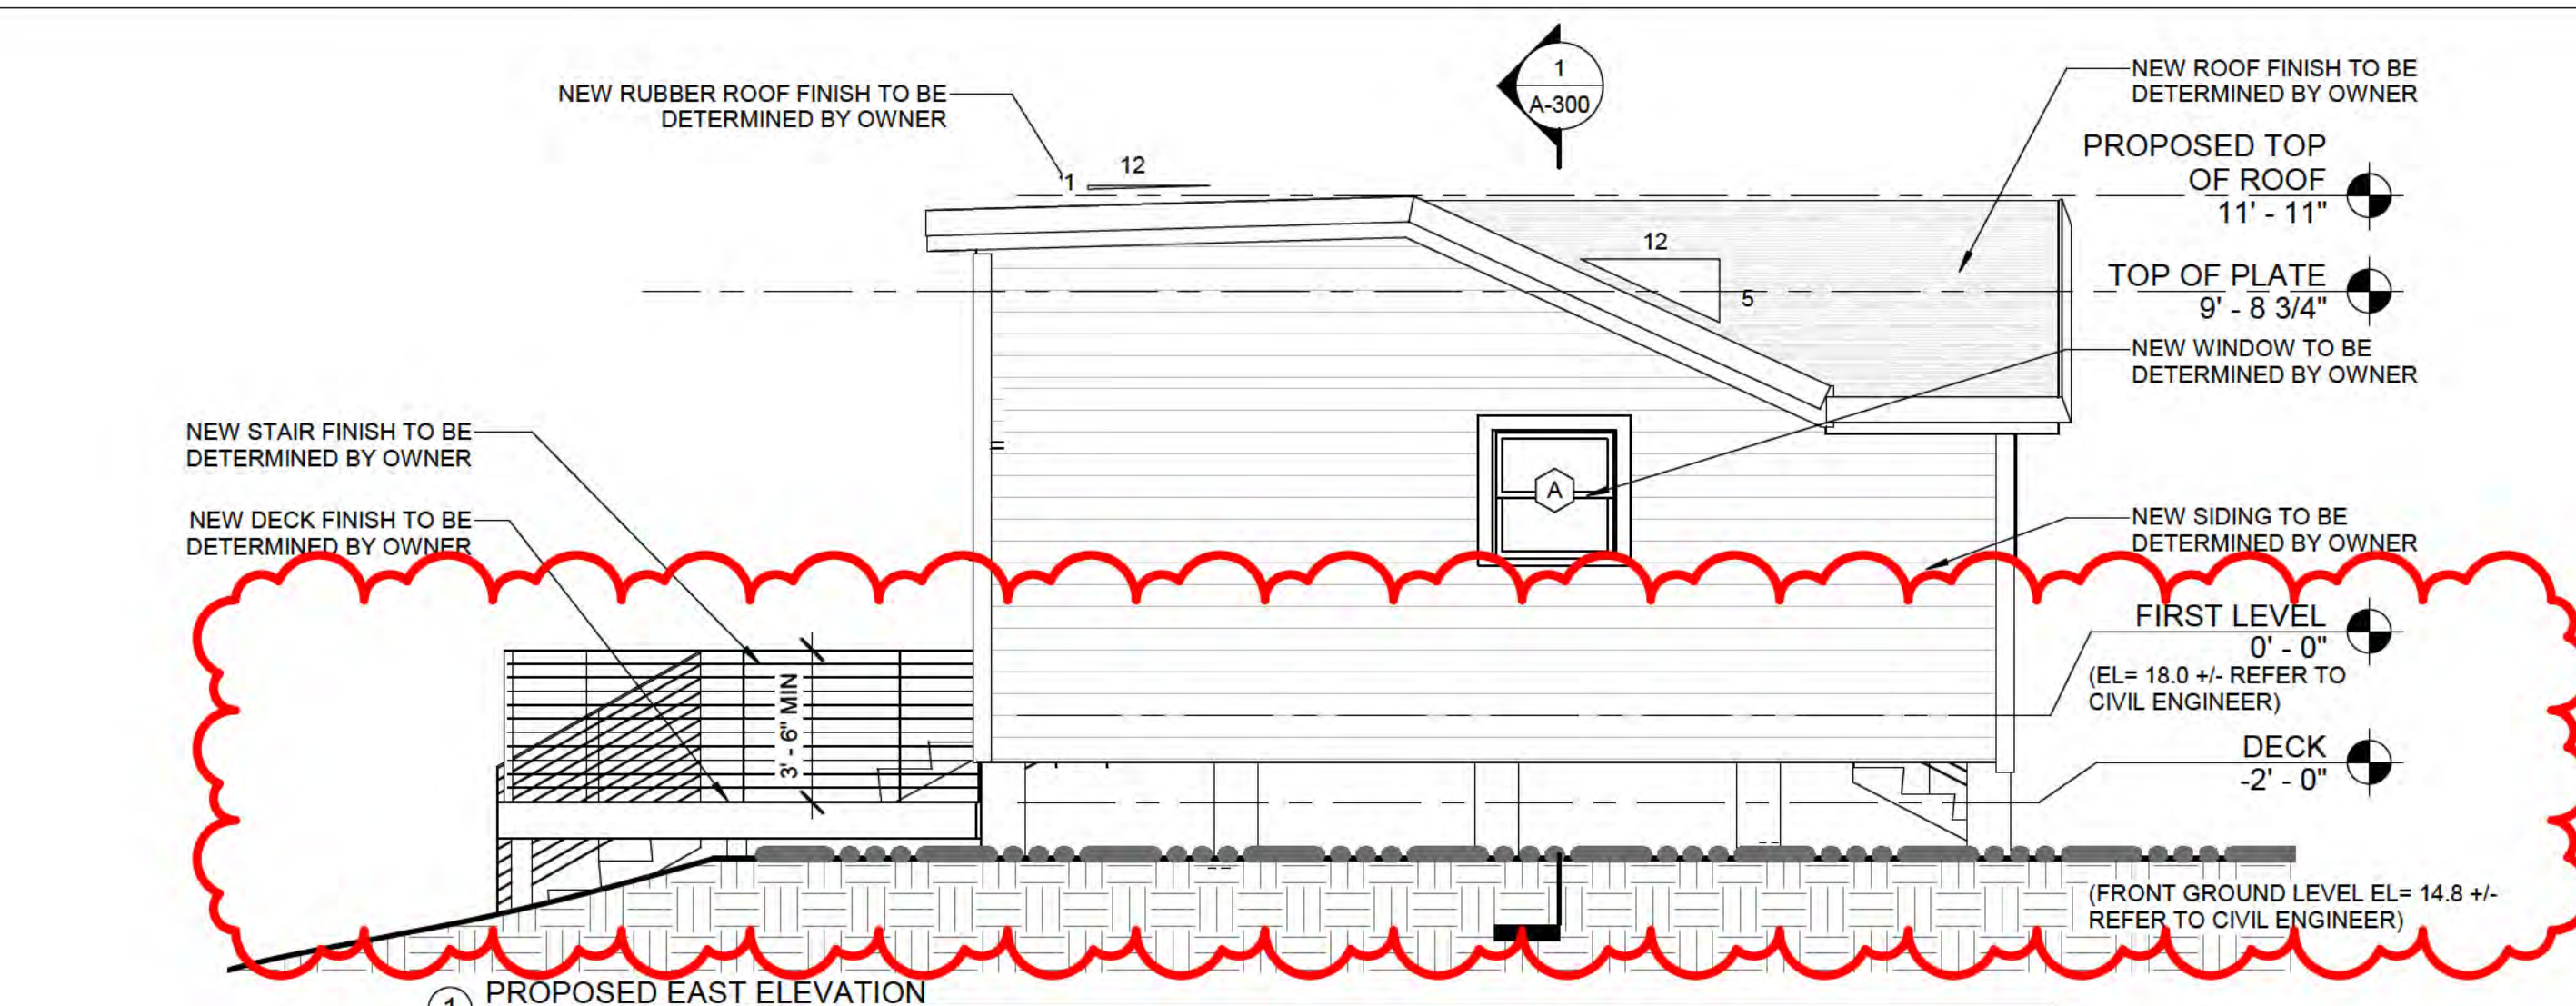 NEW RUBBER ROOF FINISH TO BE
DETERMINED BY OWNER
1
A-300
NEW ROOF FINISH TO BE
DETERMINED BY OWNER
PROPOSED TOP
OF ROOF
11' - 11"
12
1
12
5
TOP OF PLATE
9' - 8 3/4"
NEW WINDOW TO BE
DETERMINED BY OWNER
NEW STAIR FINISH TO BE
DETERMINED BY OWNER
A
NEW DECK FINISH TO BE
DETERMINED BY OWNER
NEW SIDING TO BE
DETERMINED BY OWNER
FIRST LEVEL
0' - 0"
(EL= 18.0 +/- REFER TO
CIVIL ENGINEER)
3' - 6" MIN
DECK
-2' - 0"
(FRONT GROUND LEVEL EL= 14.8 +/-
REFER TO CIVIL ENGINEER)
1
PROPOSED EAST ELEVATION